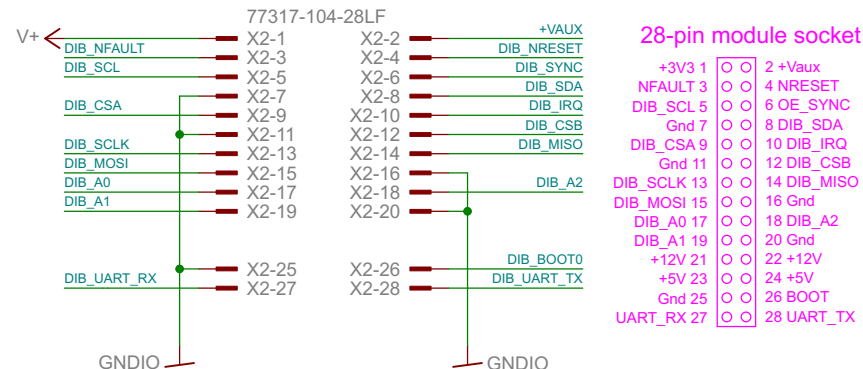 77317-104-28LF
V+ X2-1 X2-2 +VAUX
DIB_NFAULT X2-3 X2-4 DIB_NRESET
DIB_SCL X2-5 X2-6 DIB_SYNC
X2-7 X2-8 DIB_SDA
DIB_CSA X2-9 X2-10 DIB_IRQ
X2-11 X2-12 DIB_CSB
DIB_SCLK X2-13 X2-14 DIB_MISO
DIB_MOSI X2-15 X2-16
DIB_A0 X2-17 X2-18 DIB_A2
DIB_A1 X2-19 X2-20
X2-25 X2-26 DIB_BOOT0
DIB_UART_RX X2-27 X2-28 DIB_UART_TX
GNDIO GNDIO
28-pin module socket
+3V3 1 2 +Vaux
NFAULT 3 4 NRESET
DIB_SCL 5 6 OE_SYNC
Gnd 7 8 DIB_SDA
DIB_CSA 9 10 DIB_IRQ
Gnd 11 12 DIB_CSB
DIB_SCLK 13 14 DIB_MISO
DIB_MOSI 15 16 Gnd
DIB_A0 17 18 DIB_A2
DIB_A1 19 20 Gnd
+12V 21 22 +12V
+5V 23 24 +5V
Gnd 25 26 BOOT
UART_RX 27 28 UART_TX